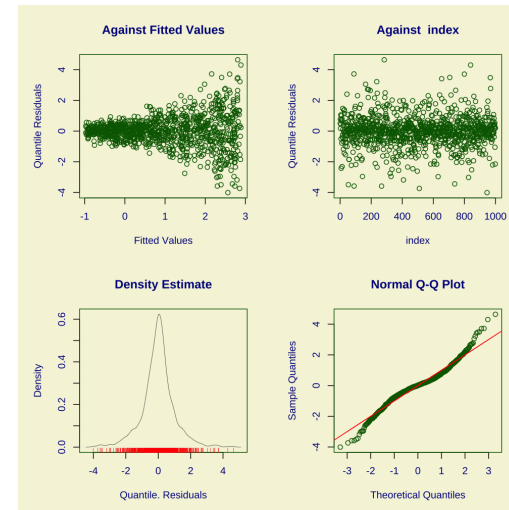 Against Fitted Values
Quantile Residuals
-4 -2 0 2 4
-1 0 1 2 3
Fitted Values
Against index
Quantile Residuals
-4 -2 0 2 4
0 200 400 600 800 1000
index
Density Estimate
Density
0.0 0.2 0.4 0.6
-4 -2 0 2 4
Quantile. Residuals
Normal Q-Q Plot
Sample Quantiles
-4 -2 0 2 4
-3 -2 -1 0 1 2 3
Theoretical Quantiles